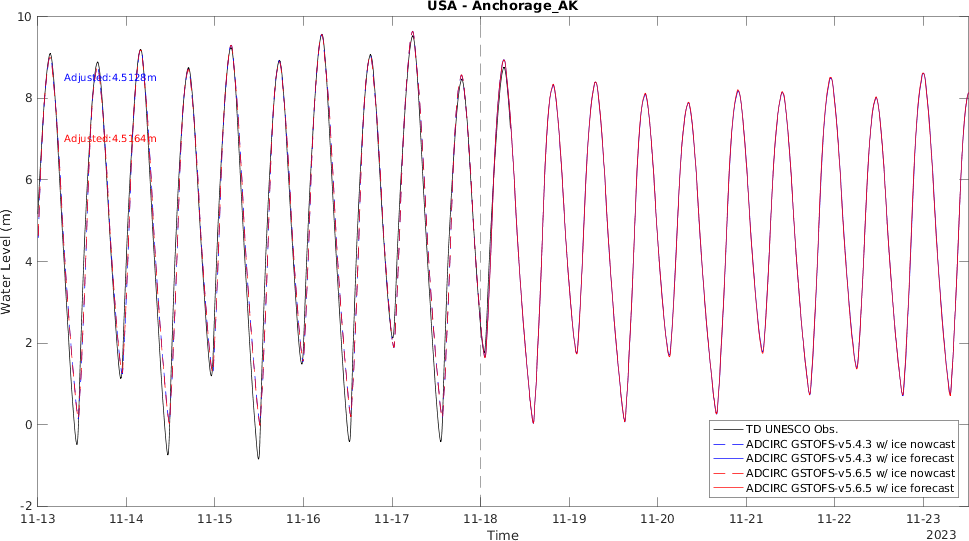 USA - Anchorage_AK
10
8
6
4
2
0
-2
Water Level (m)
Adjusted:4.5128m
Adjusted:4.5164m
TD UNESCO Obs.
ADCIRC GSTOFS-v5.4.3 w/ ice nowcast
ADCIRC GSTOFS-v5.4.3 w/ ice forecast
ADCIRC GSTOFS-v5.6.5 w/ ice nowcast
ADCIRC GSTOFS-v5.6.5 w/ ice forecast
11-13 11-14 11-15 11-16 11-17 11-18 11-19 11-20 11-21 11-22 11-23
Time
2023